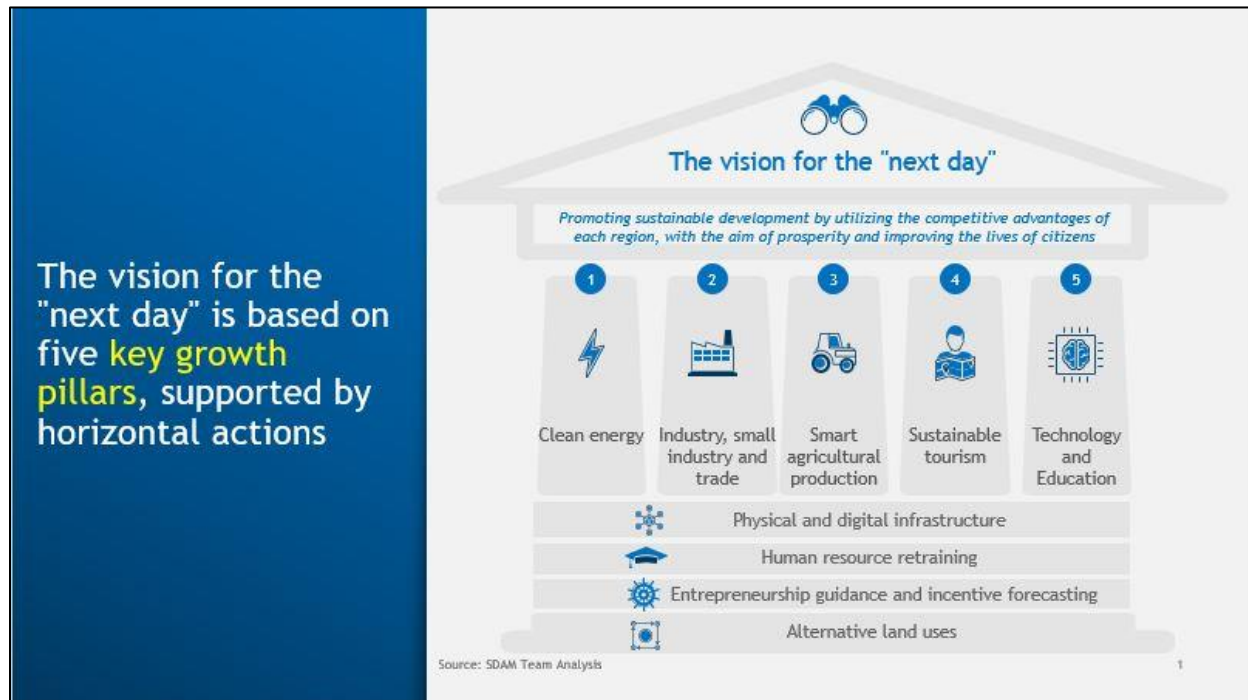 The vision for the
"next day" is based on
five key growth
pillars, supported by
horizontal actions
The vision for the "next day"
Promoting sustainable development by utilizing the competitive advantages of
each region, with the aim of prosperity and improving the lives of citizens
1
Clean energy
2
Industry, small
industry and
trade
3
Smart
agricultural
production
4
Sustainable
tourism
5
Technology
and
Education
Physical and digital infrastructure
Human resource retraining
Entrepreneurship guidance and incentive forecasting
Alternative land uses
Source: SDAM Team Analysis
1